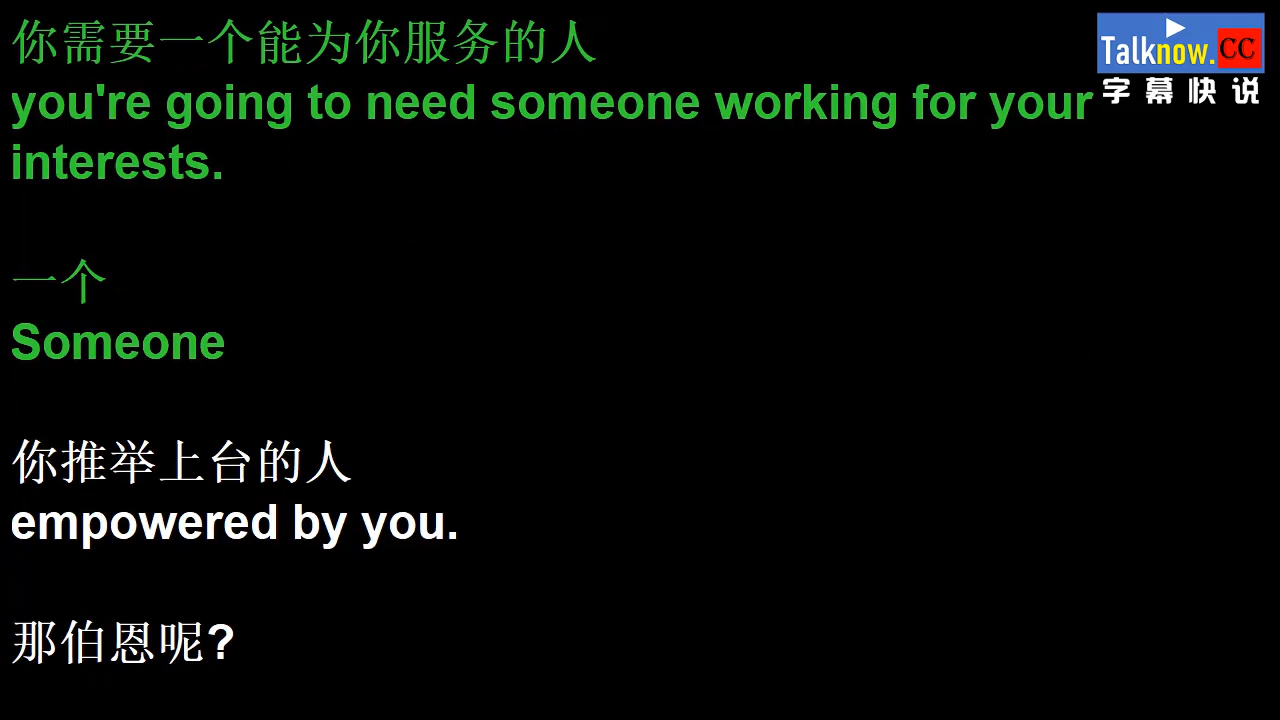 你需要一个能为你服务的人
Talknow.CC
you're going to need someone working for your
字幕快说
interests.
一个
Someone
你推举上台的人
empowered by you.
那伯恩呢?